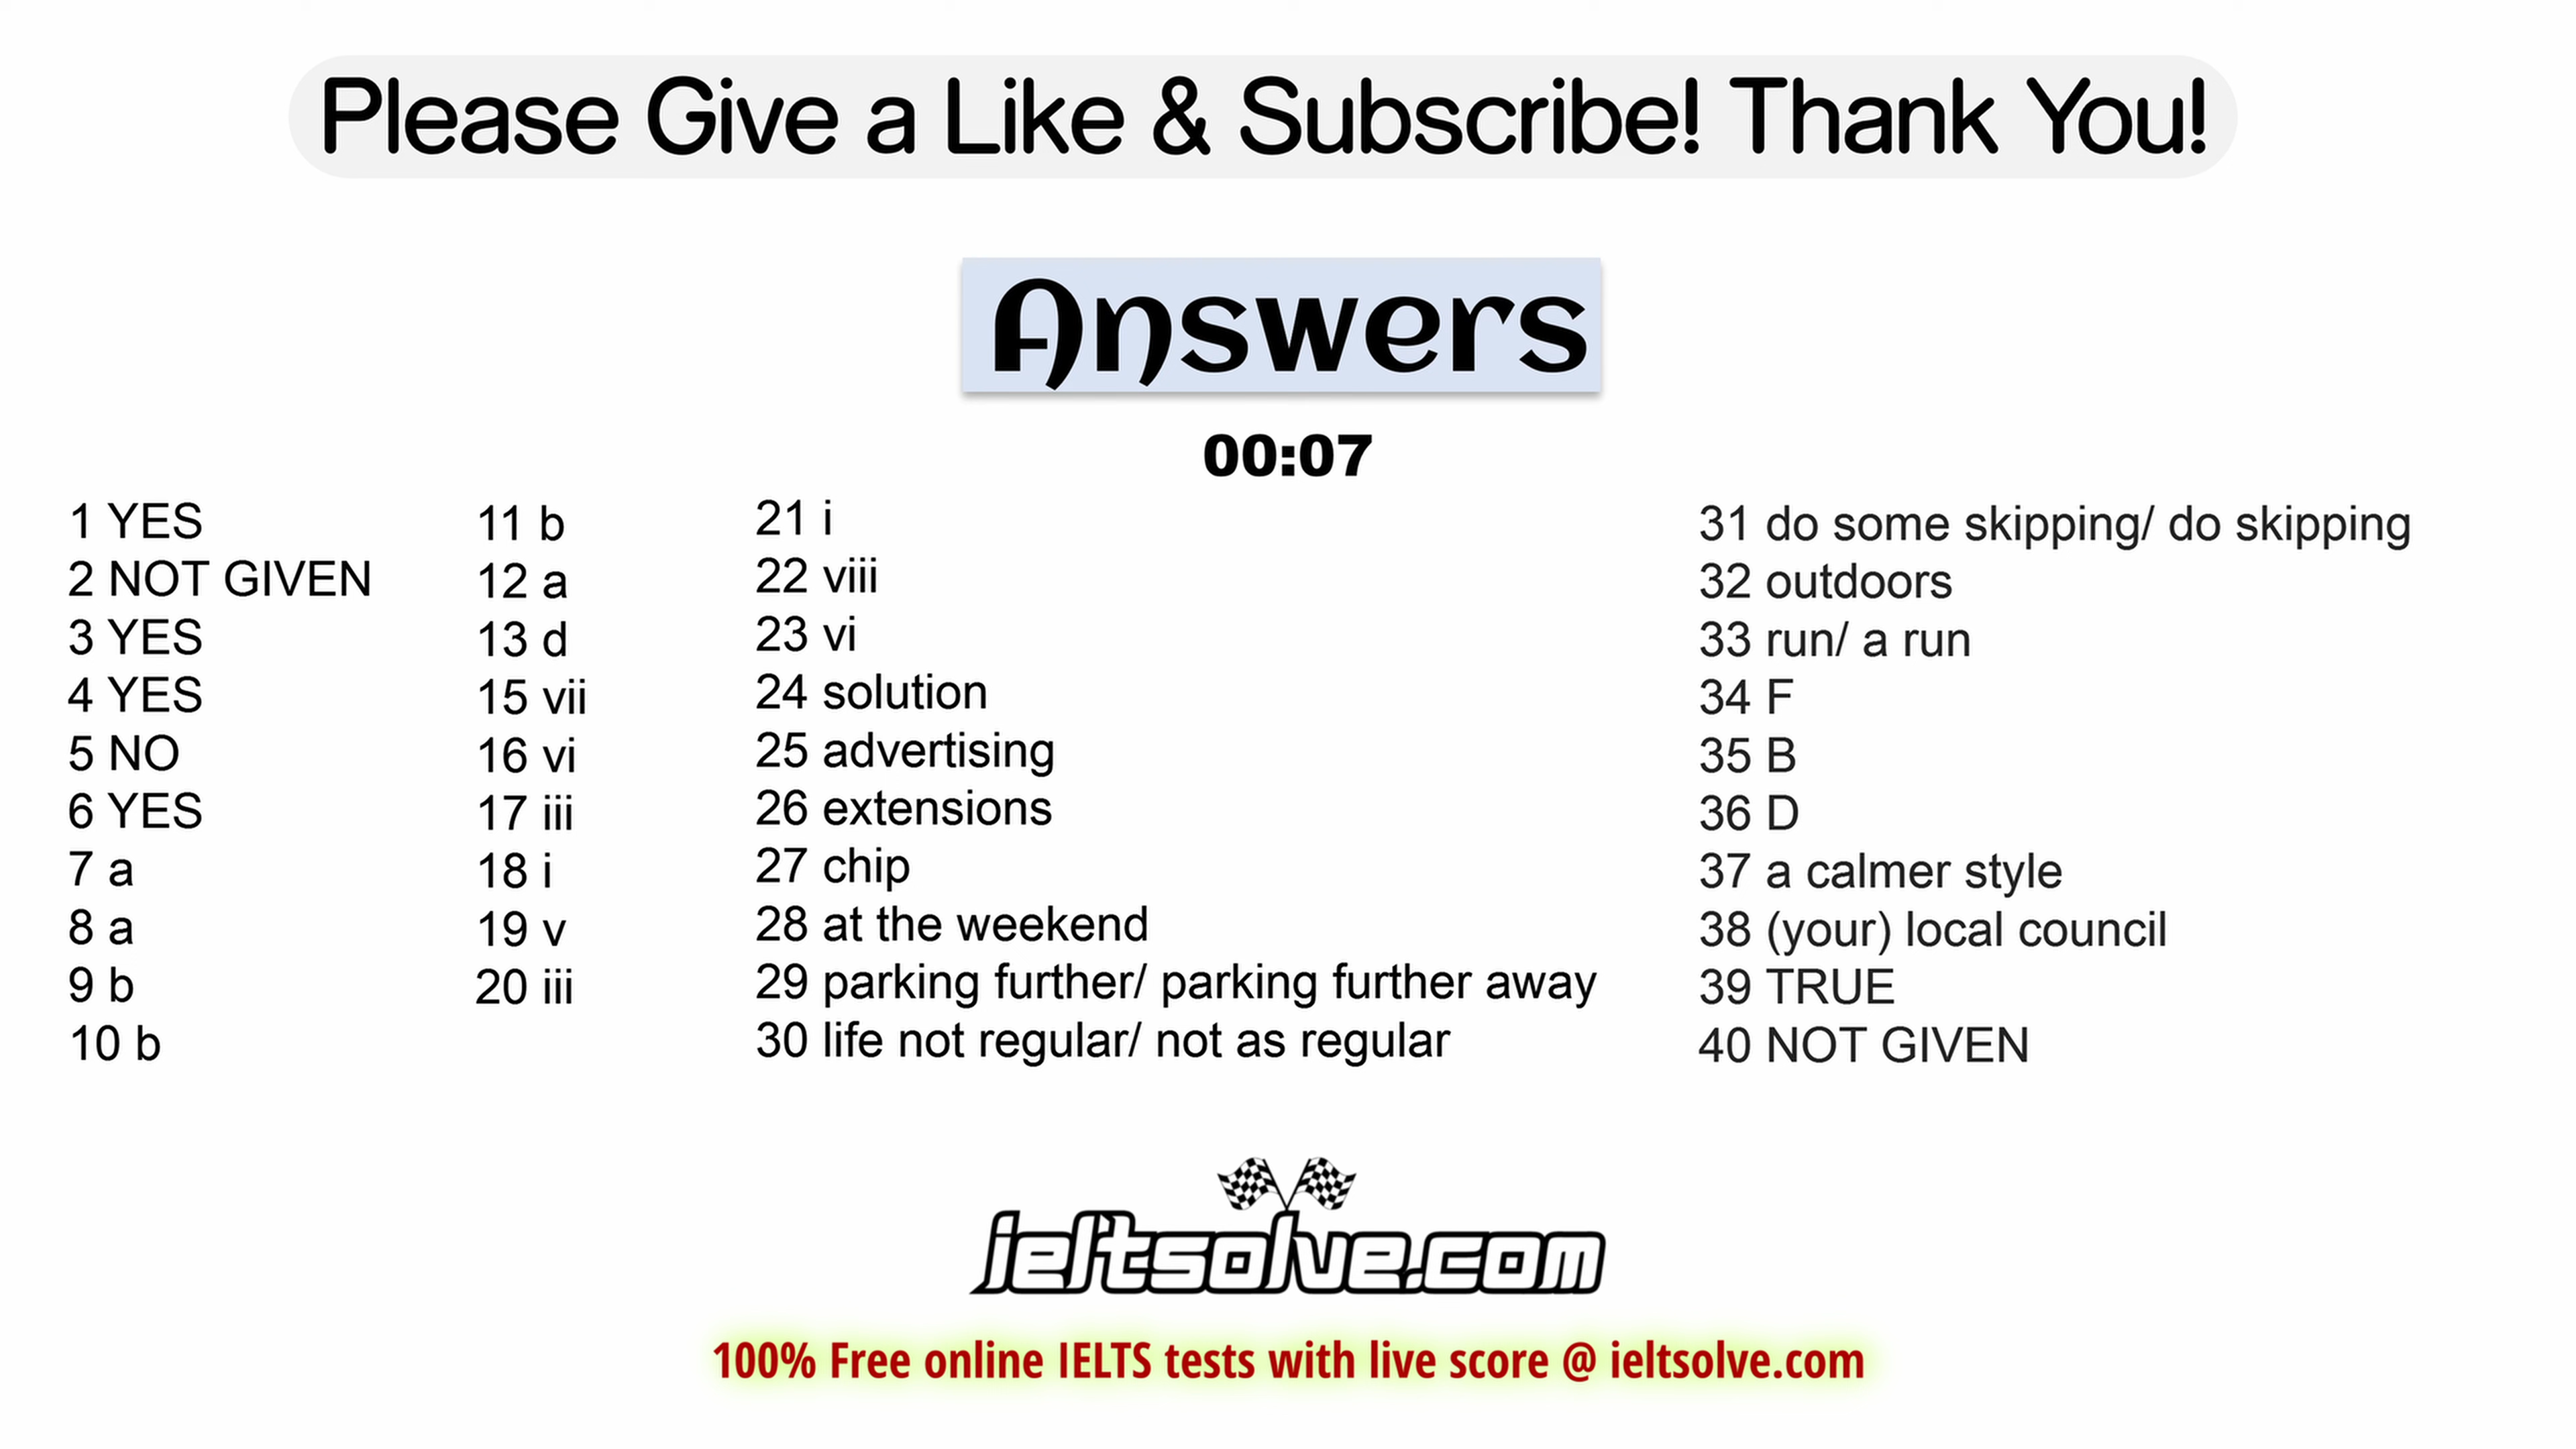 Please Give a Like & Subscribe! Thank You!
Answers
00:07
1 YES
2 NOT GIVEN
3 YES
4 YES
5 NO
6 YES
7 a
8 a
9 b
10 b
11 b
12 a
13 d
15 vii
16 vi
17 iii
18 i
19 v
20 iii
21 i
22 viii
23 vi
24 solution
25 advertising
26 extensions
27 chip
28 at the weekend
29 parking further/ parking further away
30 life not regular/ not as regular
31 do some skipping/ do skipping
32 outdoors
33 run/ a run
34 F
35 B
36 D
37 a calmer style
38 (your) local council
39 TRUE
40 NOT GIVEN
ieltsolve.com
100% Free online IELTS tests with live score @ ieltsolve.com